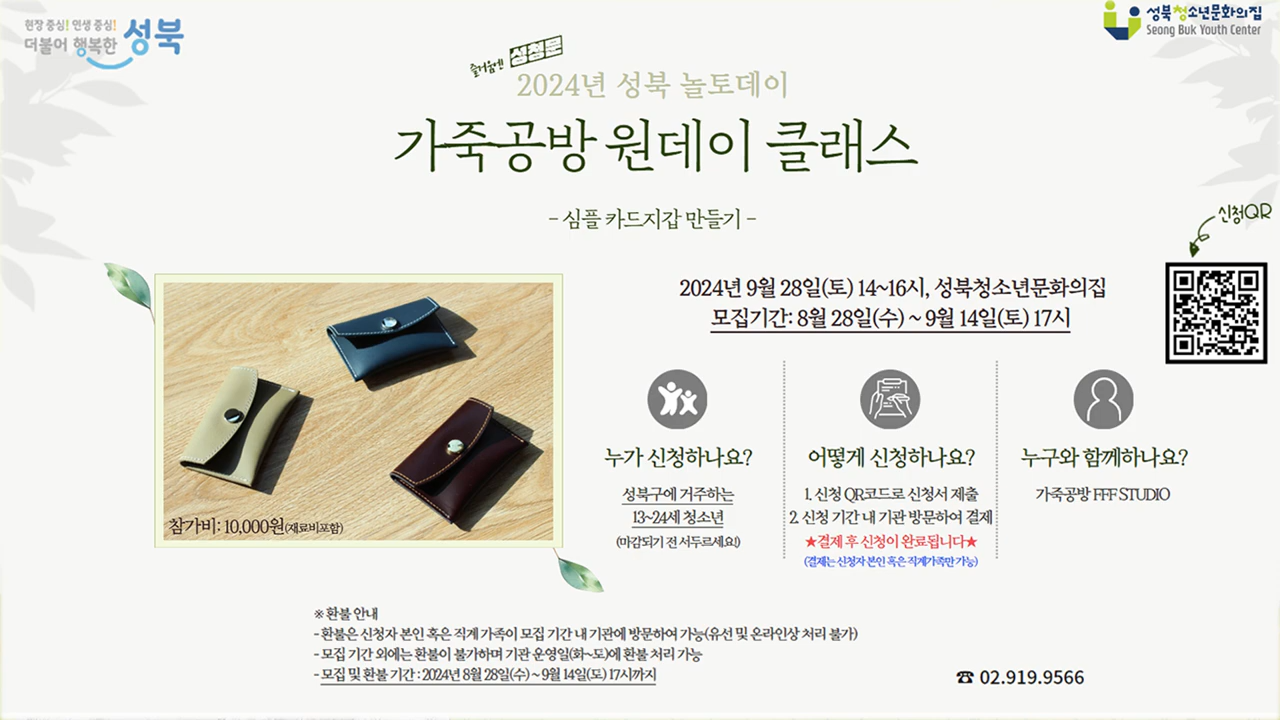 현장 중심! 인생 중심!
더불어 행복한 성북
성북청소년문화의집
Seong Buk Youth Center
즐거움엔 성청문
2024년 성북 놀토데이
가죽공방 원데이 클래스
- 심플 카드지갑 만들기 -
신청QR
2024년 9월 28일(토) 14~16시, 성북청소년문화의집
모집기간: 8월 28일(수) ~ 9월 14일(토) 17시
참가비: 10,000원(재료비포함)
누가 신청하나요?
성북구에 거주하는
13~24세 청소년
(마감되기 전 서두르세요!)
어떻게 신청하나요?
1. 신청 QR코드로 신청서 제출
2. 신청 기간 내 기관 방문하여 결제
★결제 후 신청이 완료됩니다★
(결제는 신청자 본인 혹은 직계가족만 가능)
누구와 함께하나요?
가죽공방 FFF STUDIO
※ 환불 안내
- 환불은 신청자 본인 혹은 직계 가족이 모집 기간 내 기관에 방문하여 가능(유선 및 온라인상 처리 불가)
- 모집 기간 외에는 환불이 불가하며 기관 운영일(화~토)에 환불 처리 가능
- 모집 및 환불 기간 : 2024년 8월 28일(수) ~ 9월 14일(토) 17시까지
☎ 02.919.9566